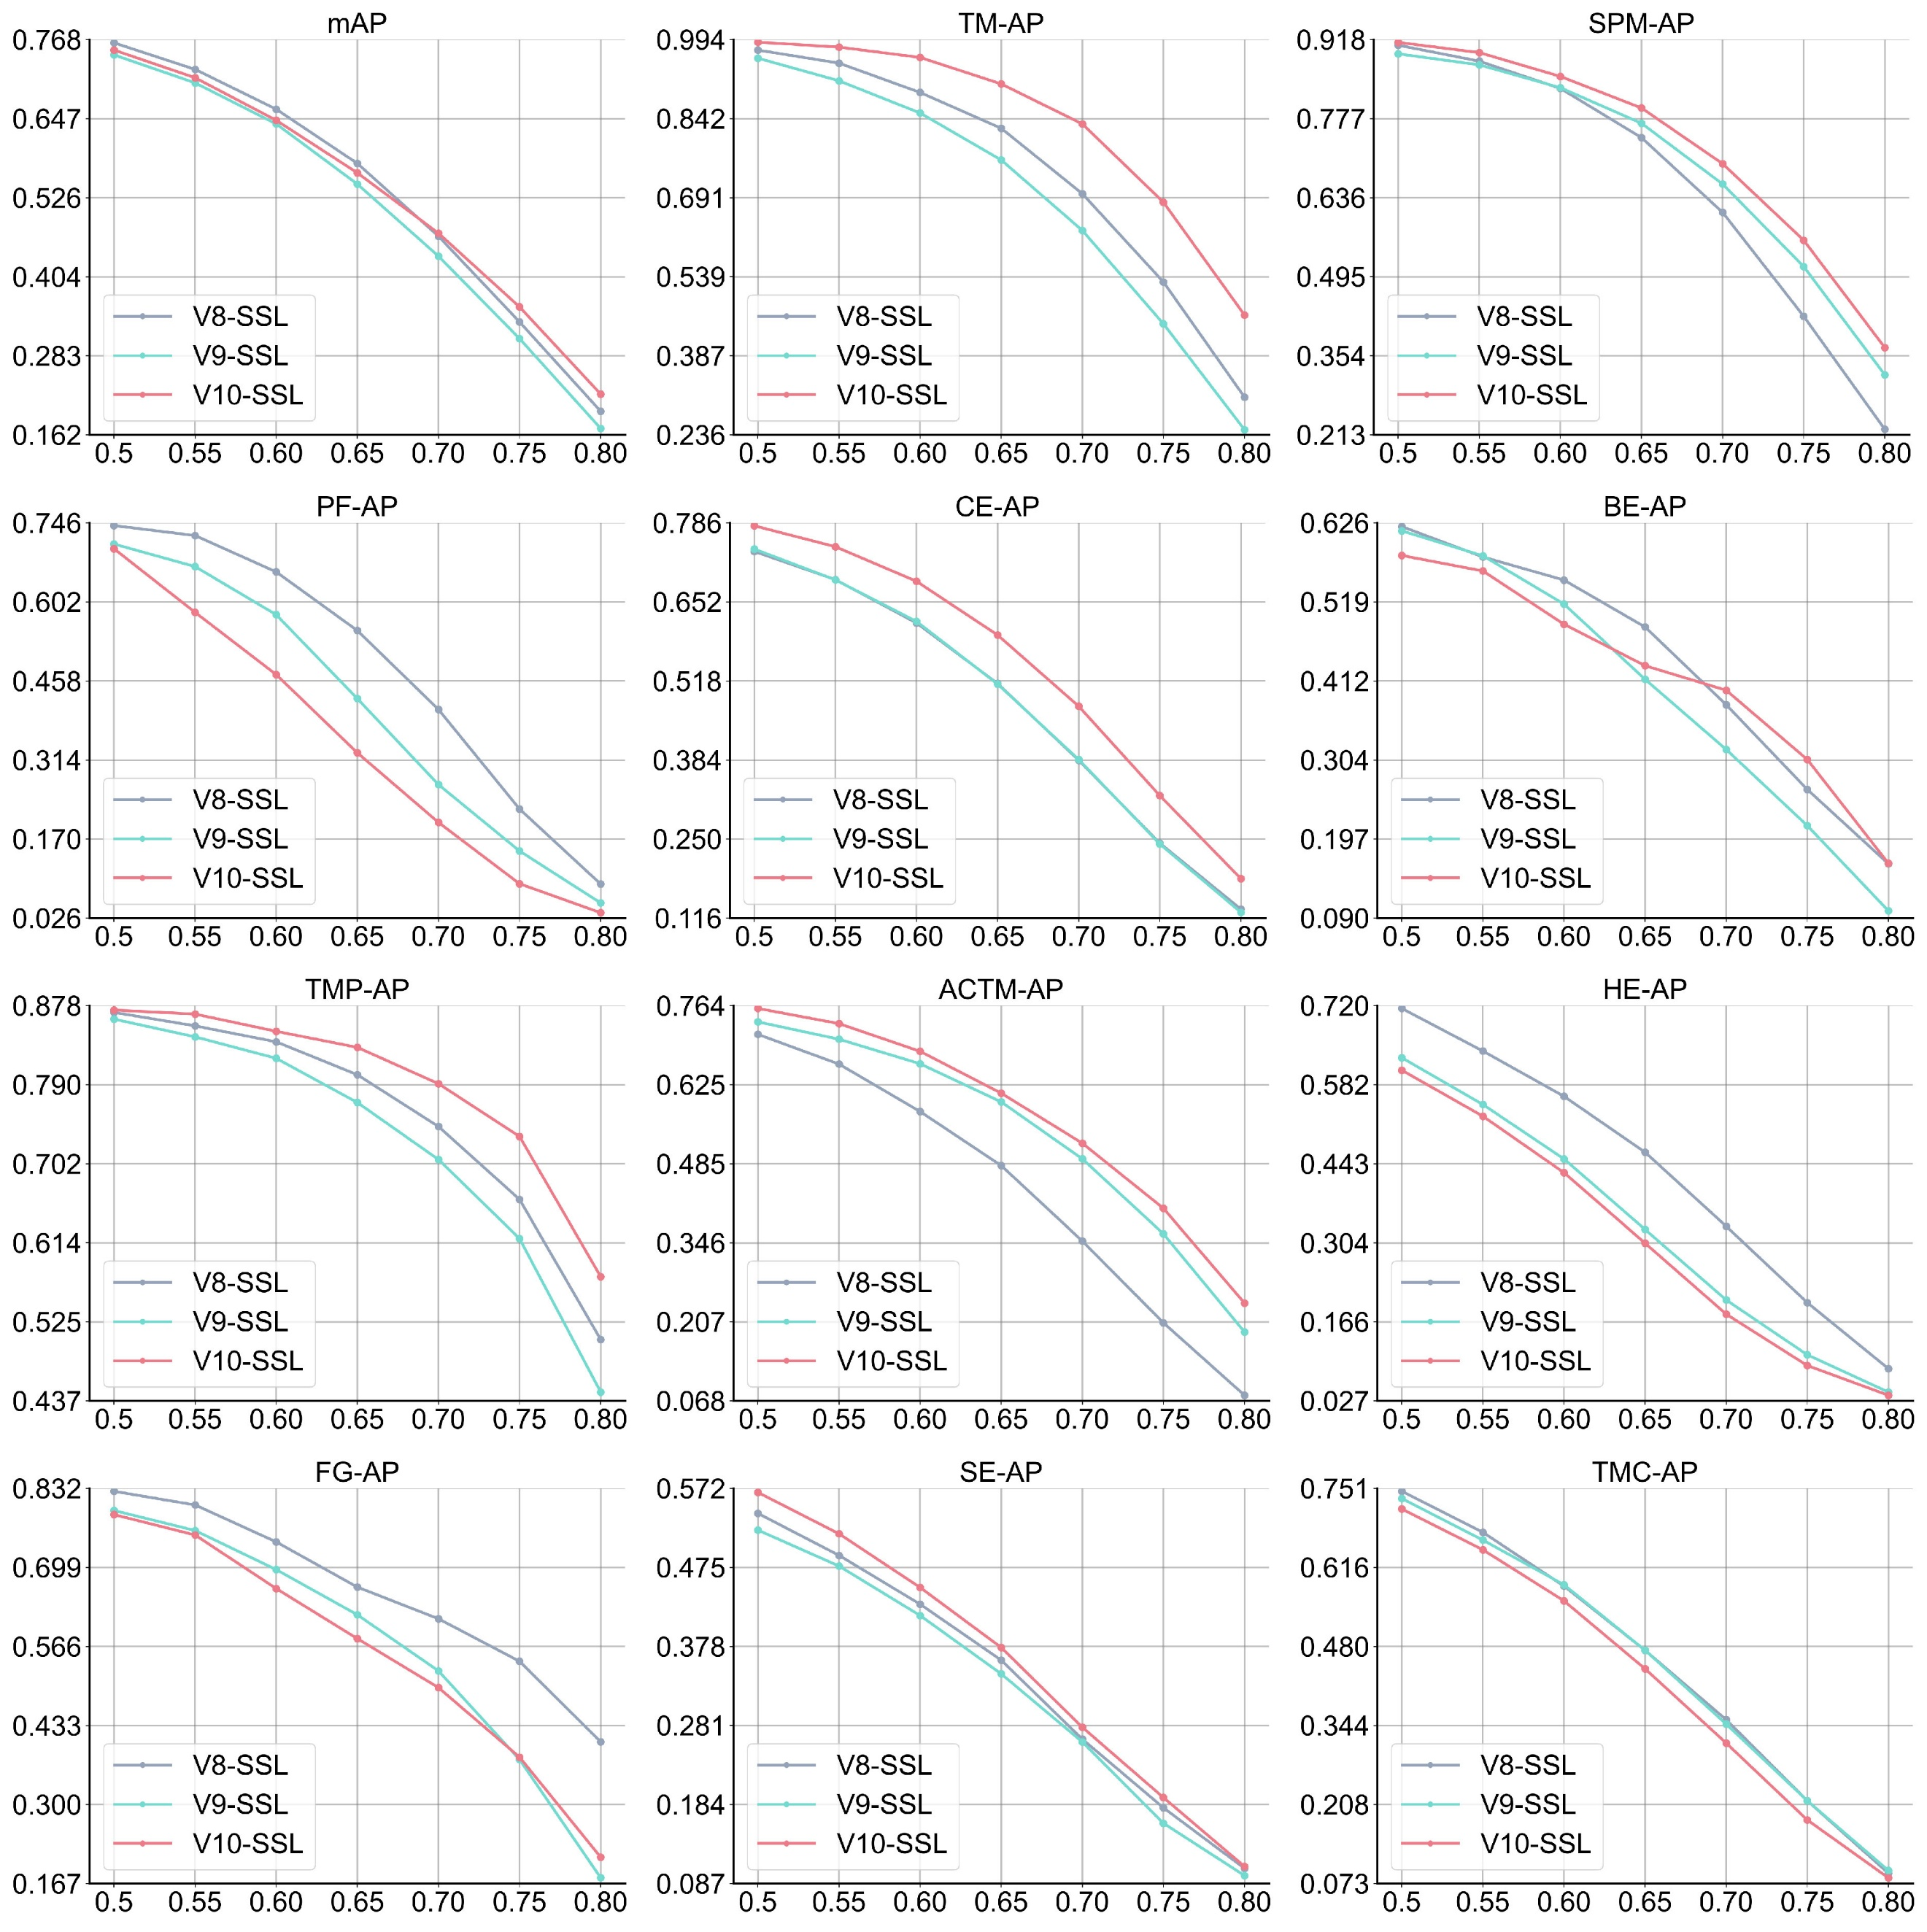 mAP
0.768
0.647
0.526
0.404
0.283
0.162
V8-SSL
V9-SSL
V10-SSL
0.5 0.55 0.60 0.65 0.70 0.75 0.80
TM-AP
0.994
0.842
0.691
0.539
0.387
0.236
V8-SSL
V9-SSL
V10-SSL
0.5 0.55 0.60 0.65 0.70 0.75 0.80
SPM-AP
0.918
0.777
0.636
0.495
0.354
0.213
V8-SSL
V9-SSL
V10-SSL
0.5 0.55 0.60 0.65 0.70 0.75 0.80
PF-AP
0.746
0.602
0.458
0.314
0.170
0.026
V8-SSL
V9-SSL
V10-SSL
0.5 0.55 0.60 0.65 0.70 0.75 0.80
CE-AP
0.786
0.652
0.518
0.384
0.250
0.116
V8-SSL
V9-SSL
V10-SSL
0.5 0.55 0.60 0.65 0.70 0.75 0.80
BE-AP
0.626
0.519
0.412
0.304
0.197
0.090
V8-SSL
V9-SSL
V10-SSL
0.5 0.55 0.60 0.65 0.70 0.75 0.80
TMP-AP
0.878
0.790
0.702
0.614
0.525
0.437
V8-SSL
V9-SSL
V10-SSL
0.5 0.55 0.60 0.65 0.70 0.75 0.80
ACTM-AP
0.764
0.625
0.485
0.346
0.207
0.068
V8-SSL
V9-SSL
V10-SSL
0.5 0.55 0.60 0.65 0.70 0.75 0.80
HE-AP
0.720
0.582
0.443
0.304
0.166
0.027
V8-SSL
V9-SSL
V10-SSL
0.5 0.55 0.60 0.65 0.70 0.75 0.80
FG-AP
0.832
0.699
0.566
0.433
0.300
0.167
V8-SSL
V9-SSL
V10-SSL
0.5 0.55 0.60 0.65 0.70 0.75 0.80
SE-AP
0.572
0.475
0.378
0.281
0.184
0.087
V8-SSL
V9-SSL
V10-SSL
0.5 0.55 0.60 0.65 0.70 0.75 0.80
TMC-AP
0.751
0.616
0.480
0.344
0.208
0.073
V8-SSL
V9-SSL
V10-SSL
0.5 0.55 0.60 0.65 0.70 0.75 0.80